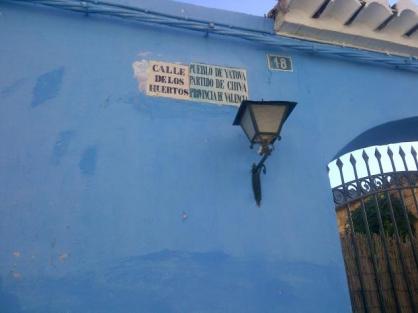 CALLE
DE LOS
HUERTOS
PUEBLO DE YATOVA
PARTIDO DE CHIVA
PROVINCIA DE VALENCIA
18